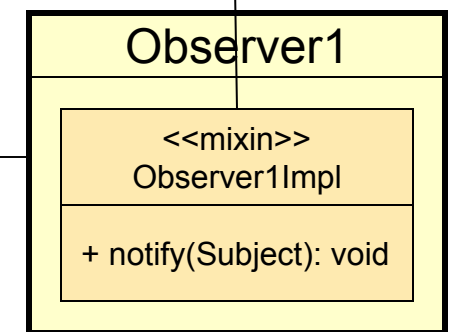 Observer1
<<mixin>>
Observer1Impl
+ notify(Subject): void